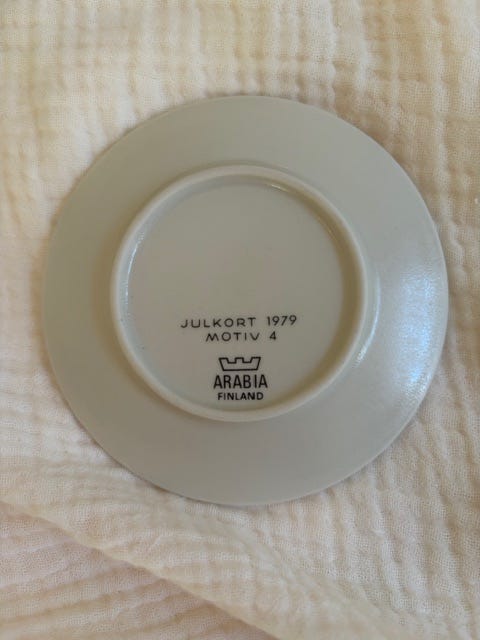 JULKORT 1979
MOTIV 4
ARABIA
FINLAND